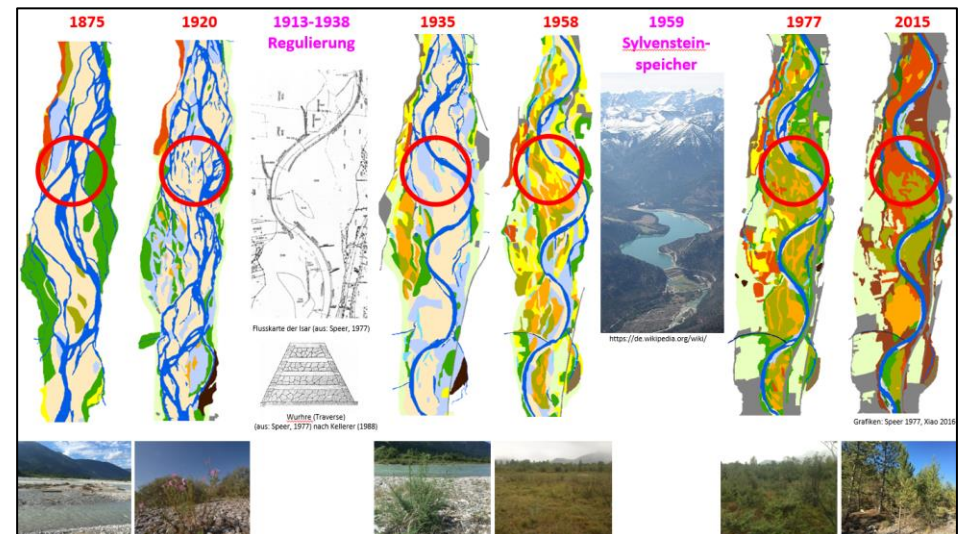 1875
1920
1913-1938
Regulierung
1935
1958
1959
Sylvenstein-
speicher
1977
2015
Flusskarte der Isar (aus: Speer, 1977)
https://de.wikipedia.org/wiki/
Wuhre (Traverse)
(aus: Speer, 1977) nach Kellerer (1988)
Grafiken: Speer 1977, Xiao 2016